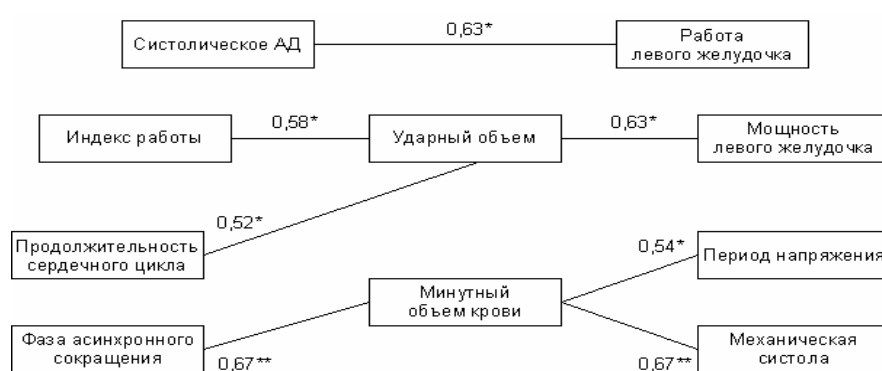 Систолическое АД
0,63*
Работа
левого желудочка
Индекс работы
0,58*
Ударный объем
0,63*
Мощность
левого желудочка
0,52*
Продолжительность
сердечного цикла
0,54*
Период напряжения
Минутный
объем крови
Фаза асинхронного
сокращения
0,67**
0,67**
Механическая
систола